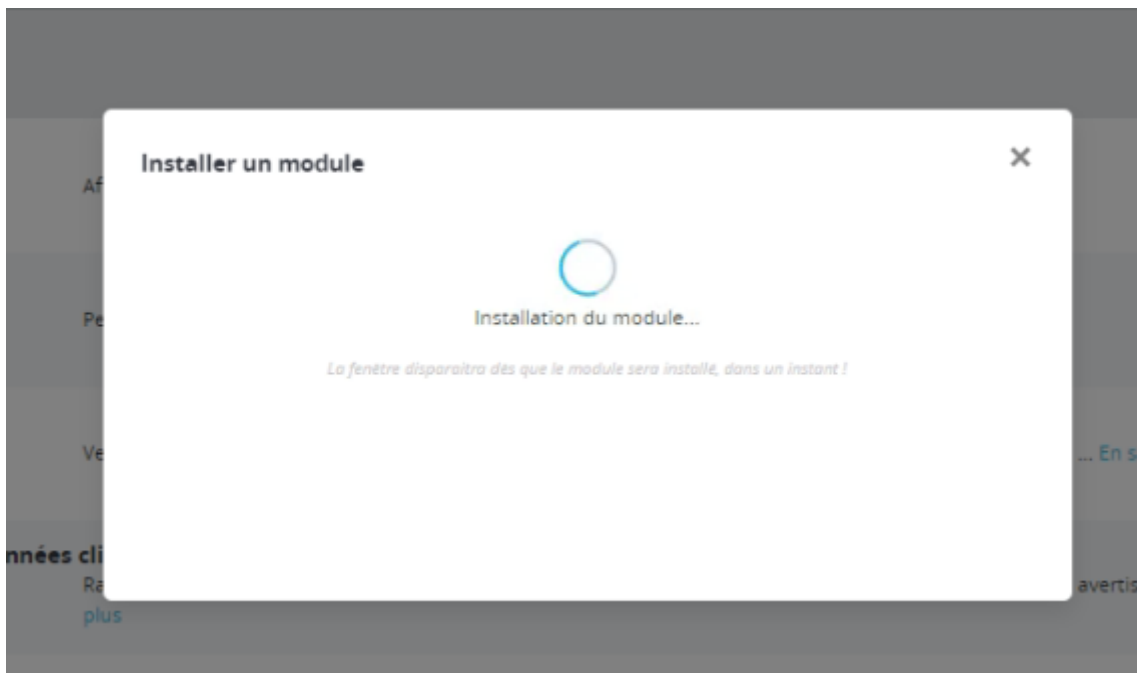 Installer un module
Af
Pe
Installation du module...
La fenêtre disparaitra dès que le module sera installé, dans un instant !
Ve
... En s
nnées cli
Ra
avertis
plus